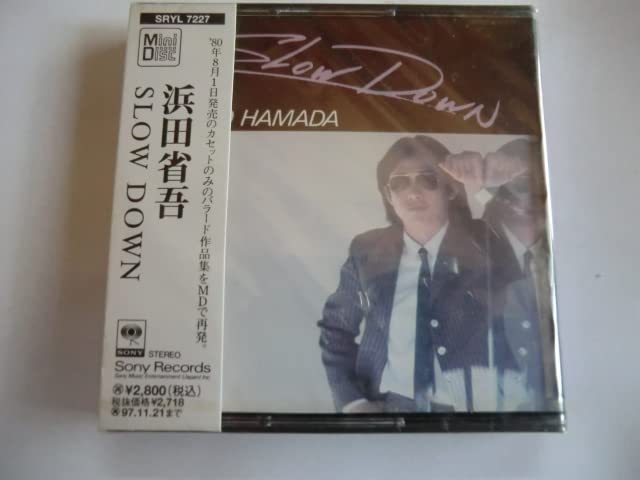 SRYL 7227
Mini
Disc
'80年8月1日発売のカセットのみのバラード作品集をMDで再発。
浜田省吾
SLOW DOWN
SONY
STEREO
Sony Records
Sony Music Entertainment (Japan) Inc.
¥2,800(税込)
税抜価格¥2,718
97.11.21まで
Slow Down
HAMADA